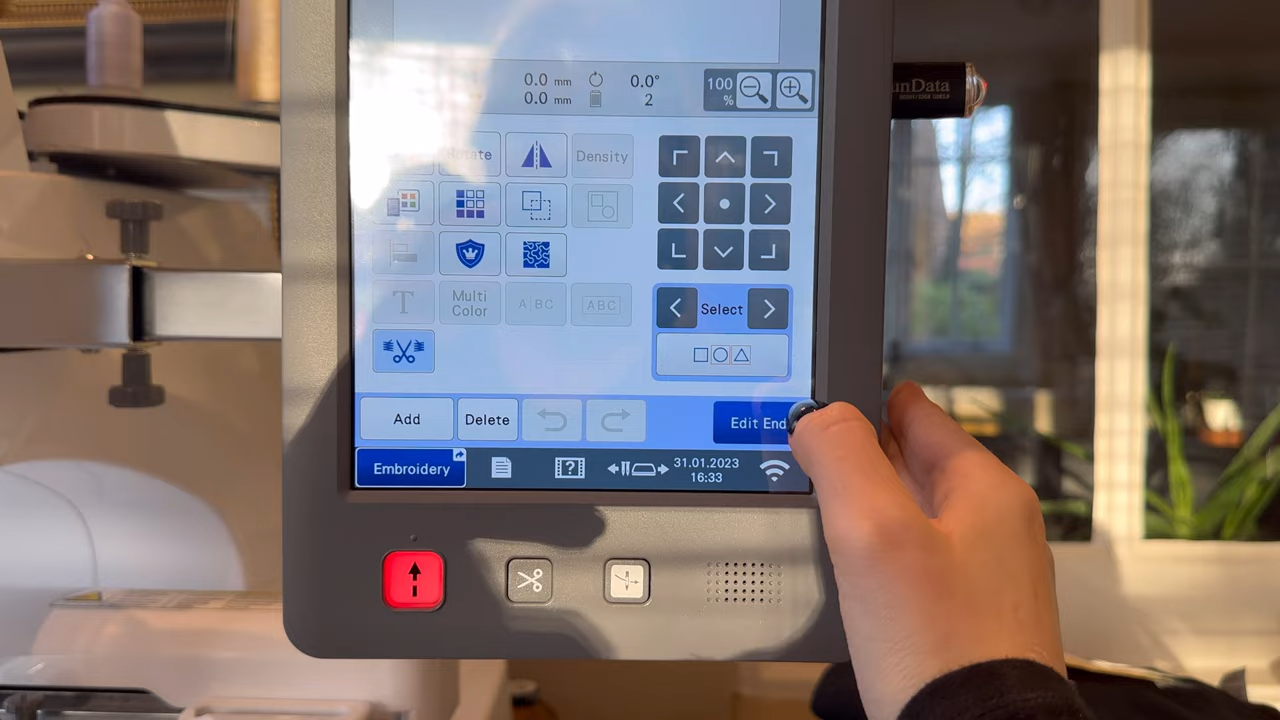 0.0 mm 0.0°
0.0 mm 2
100
%
Density
Multi
Color
T
A BC
ABC
Select
Add
Delete
Edit End
Embroidery
31.01.2023
16:33